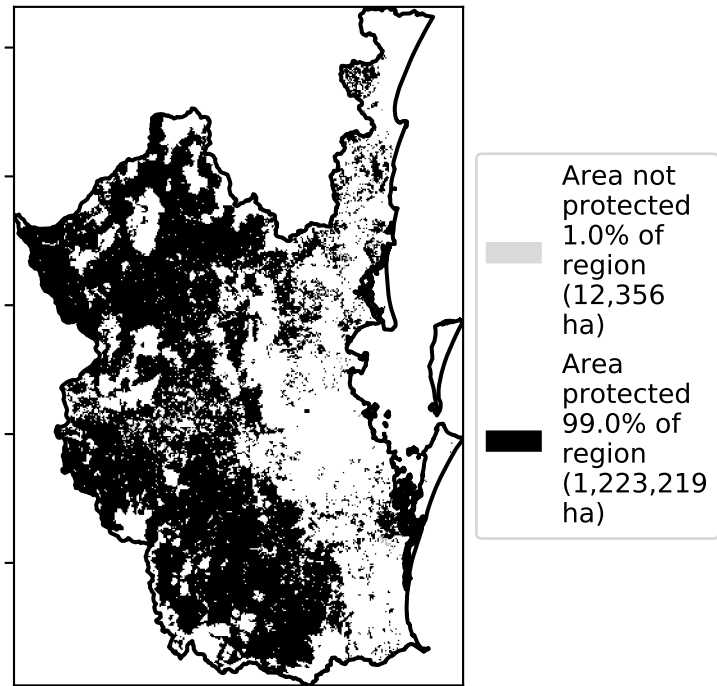 Area not
protected
1.0% of
region
(12,356
ha)
Area
protected
99.0% of
region
(1,223,219
ha)